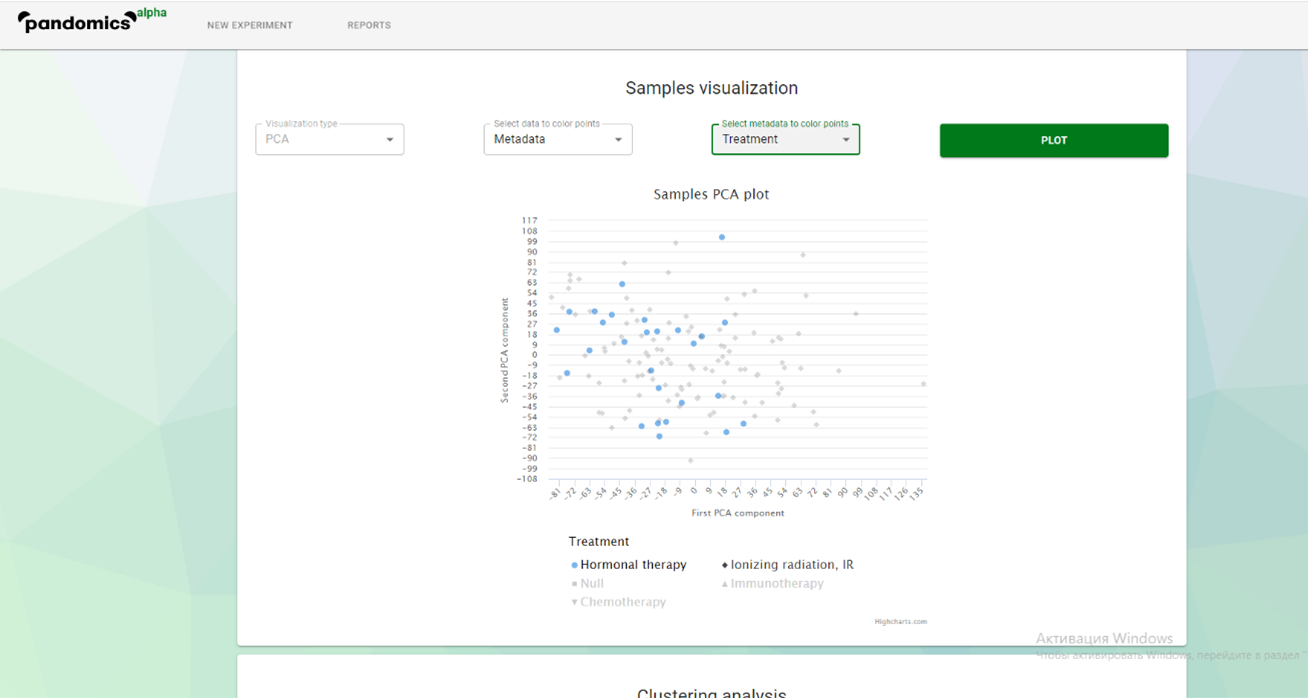 pandomics alpha
NEW EXPERIMENT REPORTS
Samples visualization
Visualization type
PCA
Select data to color points
Metadata
Select metadata to color points
Treatment
PLOT
Samples PCA plot
Second PCA component
117
108
99
90
81
72
63
54
45
36
27
18
9
0
-9
-18
-27
-36
-45
-54
-63
-72
-81
-90
-99
-108
-81 -72 -63 -54 -45 -36 -27 -18 -9 0 9 18 27 36 45 54 63 72 81 90 99 108 117 126 135
First PCA component
Treatment
Hormonal therapy
Ionizing radiation, IR
Null
Immunotherapy
Chemotherapy
Highcharts.com
Активация Windows
Чтобы активировать Windows, перейдите в раздел
Clustering analysis